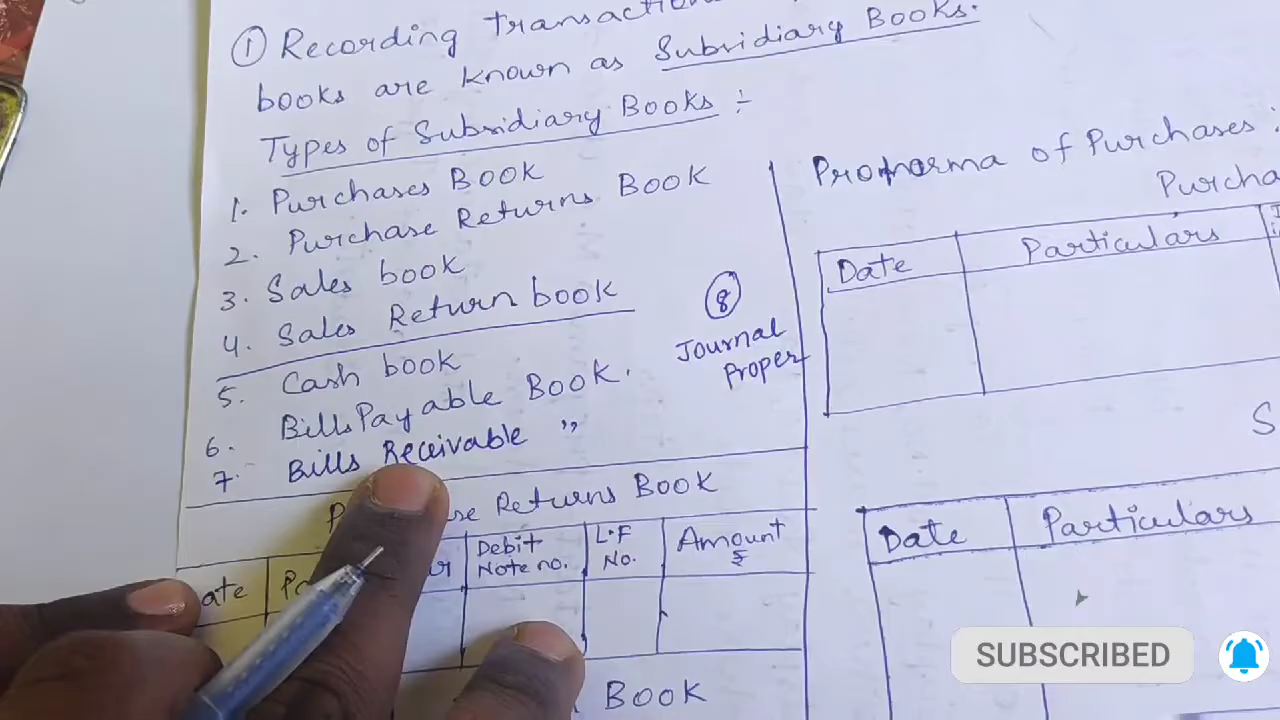 ① Recording Transaction
books are known as Subsidiary Books.
Types of Subsidiary Books :-
1. Purchases Book
2. Purchase Returns Book
3. Sales book
4. Sales Return book
5. Cash book
6. Bills Payable Book.
7. Bills Receivable "
⑧
Journal
Proper
Returns Book
Debit
Note no.
L.F
No.
Amount
₹
Book
Proforma of Purchases
Date
Particulars
Date
Particulars
SUBSCRIBED